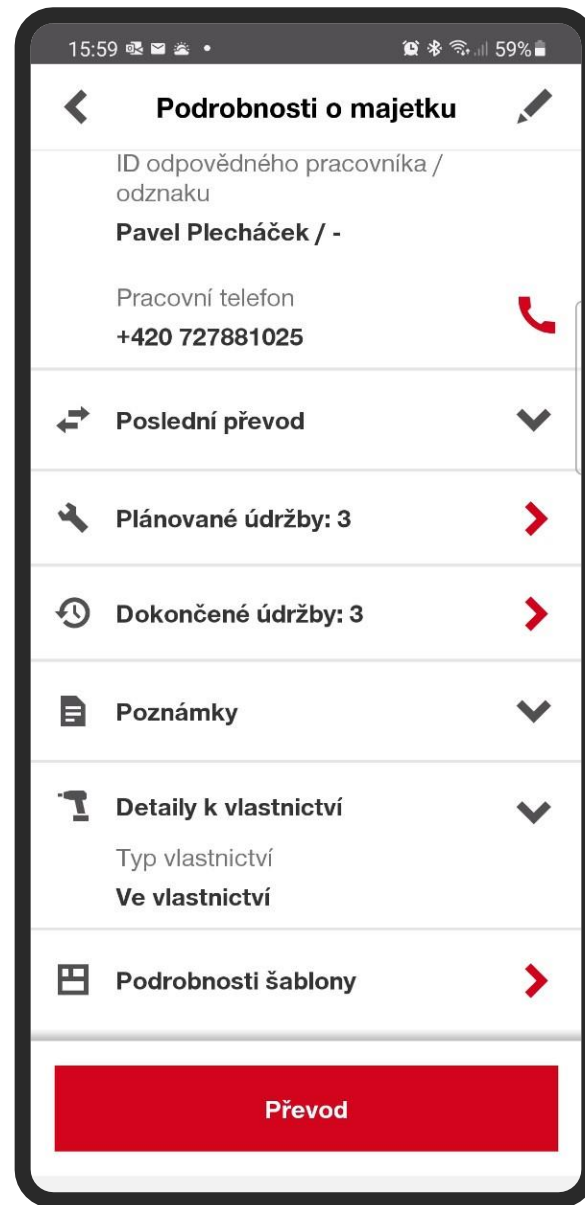 15:59
59%
Podrobnosti o majetku
ID odpovědného pracovníka /
odznaku
Pavel Plecháček / -
Pracovní telefon
+420 727881025
Poslední převod
Plánované údržby: 3
Dokončené údržby: 3
Poznámky
Detaily k vlastnictví
Typ vlastnictví
Ve vlastnictví
Podrobnosti šablony
Převod